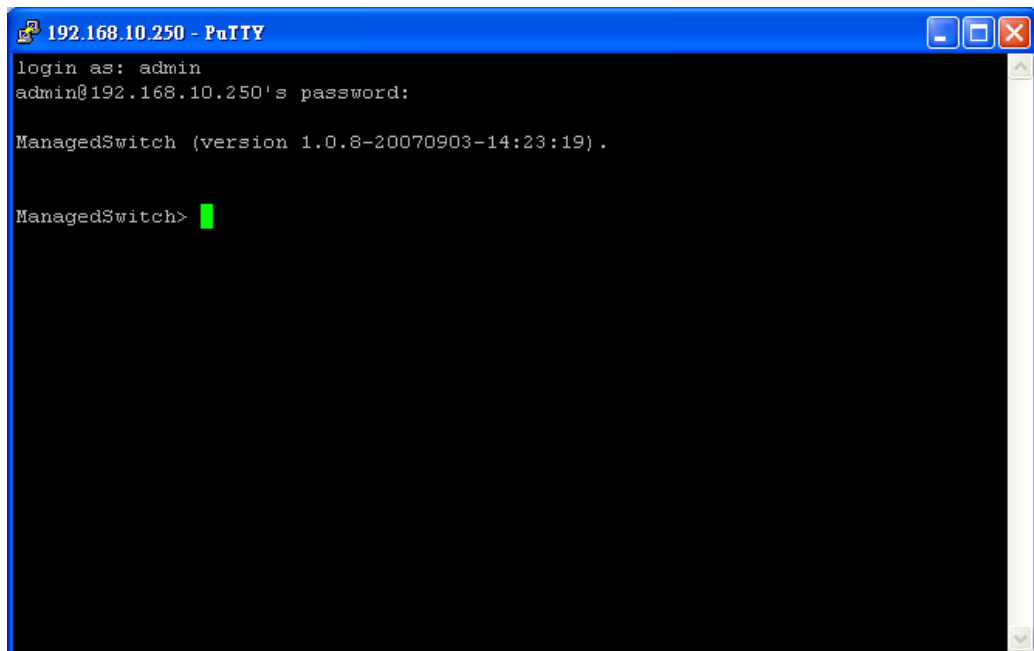 192.168.10.250 - PuTTY
login as: admin
admin@192.168.10.250's password:
ManagedSwitch (version 1.0.8-20070903-14:23:19).
ManagedSwitch>